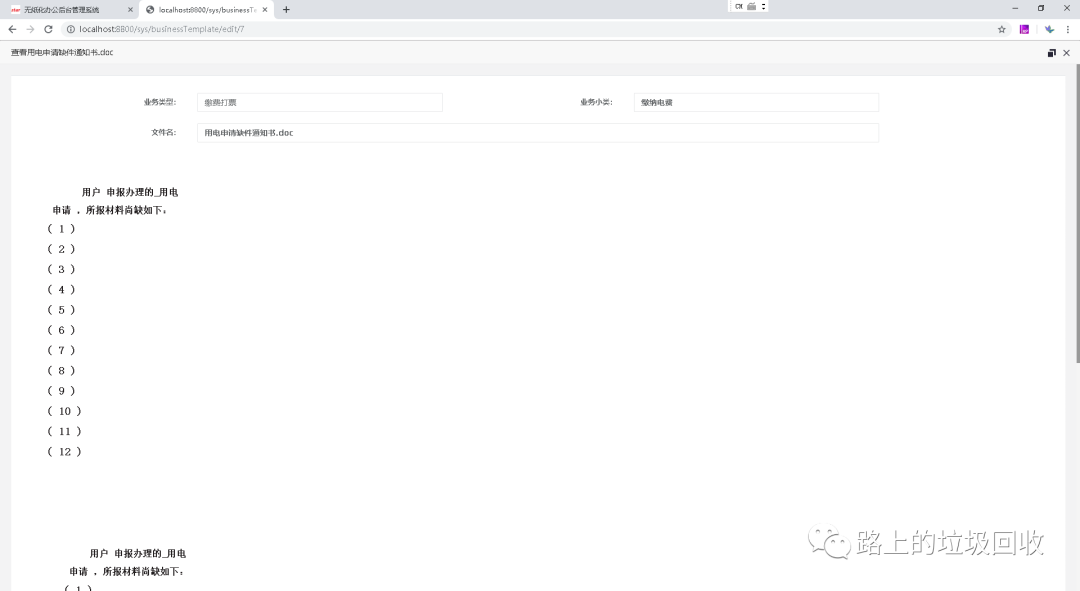 无纸化办公后台管理系统
localhost:8800/sys/businessTe
CH
localhost:8800/sys/businessTemplate/edit/7
查看用电申请缺件通知书.doc
业务类型: 缴费打票 业务小类: 缴纳电费
文件名: 用电申请缺件通知书.doc
用户 申报办理的_用电
申请 ，所报材料尚缺如下：
( 1 )
( 2 )
( 3 )
( 4 )
( 5 )
( 6 )
( 7 )
( 8 )
( 9 )
( 10 )
( 11 )
( 12 )
用户 申报办理的_用电
申请 ，所报材料尚缺如下：
( 1 )
路上的垃圾回收